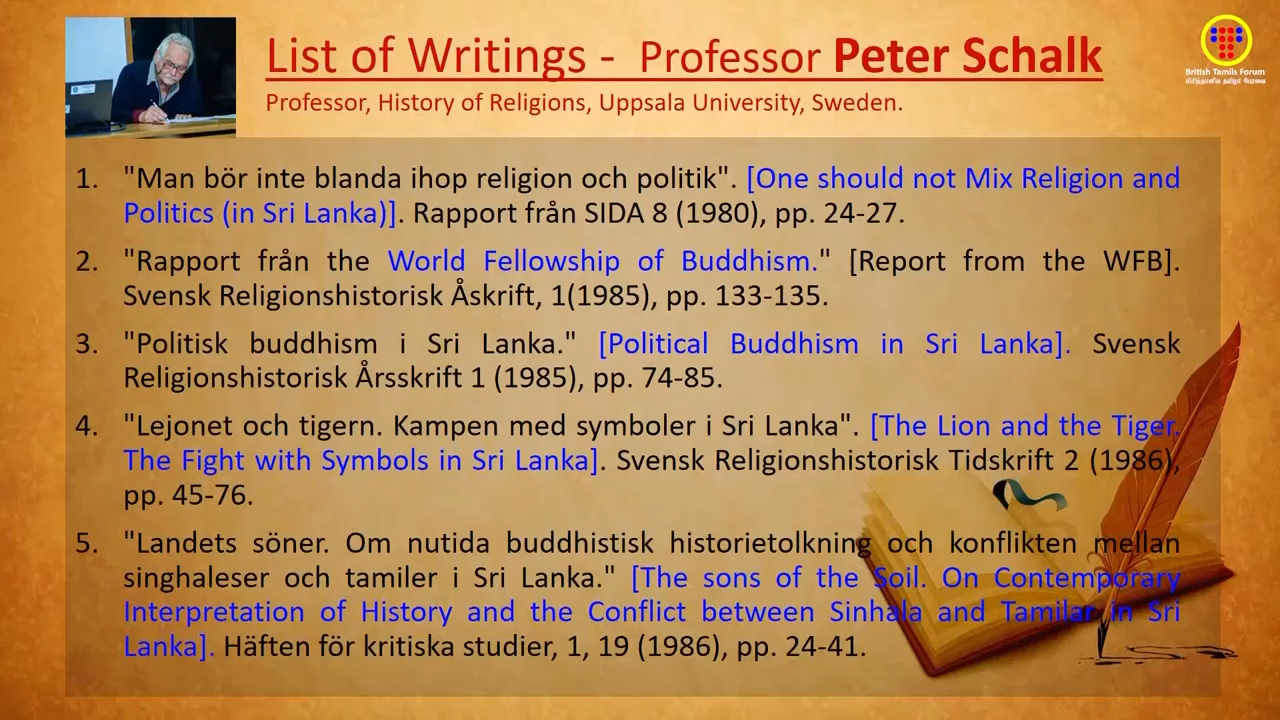 List of Writings - Professor Peter Schalk
Professor, History of Religions, Uppsala University, Sweden.
British Tamils Forum
பிரித்தானிய தமிழர் பேரவை
1. "Man bör inte blanda ihop religion och politik". [One should not Mix Religion and
Politics (in Sri Lanka)]. Rapport från SIDA 8 (1980), pp. 24-27.
2. "Rapport från the World Fellowship of Buddhism." [Report from the WFB].
Svensk Religionshistorisk Åskrift, 1(1985), pp. 133-135.
3. "Politisk buddhism i Sri Lanka." [Political Buddhism in Sri Lanka]. Svensk
Religionshistorisk Årsskrift 1 (1985), pp. 74-85.
4. "Lejonet och tigern. Kampen med symboler i Sri Lanka". [The Lion and the Tiger.
The Fight with Symbols in Sri Lanka]. Svensk Religionshistorisk Tidskrift 2 (1986),
pp. 45-76.
5. "Landets söner. Om nutida buddhistisk historietolkning och konflikten mellan
singhaleser och tamiler i Sri Lanka." [The sons of the Soil. On Contemporary
Interpretation of History and the Conflict between Sinhala and Tamilar in Sri
Lanka]. Häften för kritiska studier, 1, 19 (1986), pp. 24-41.